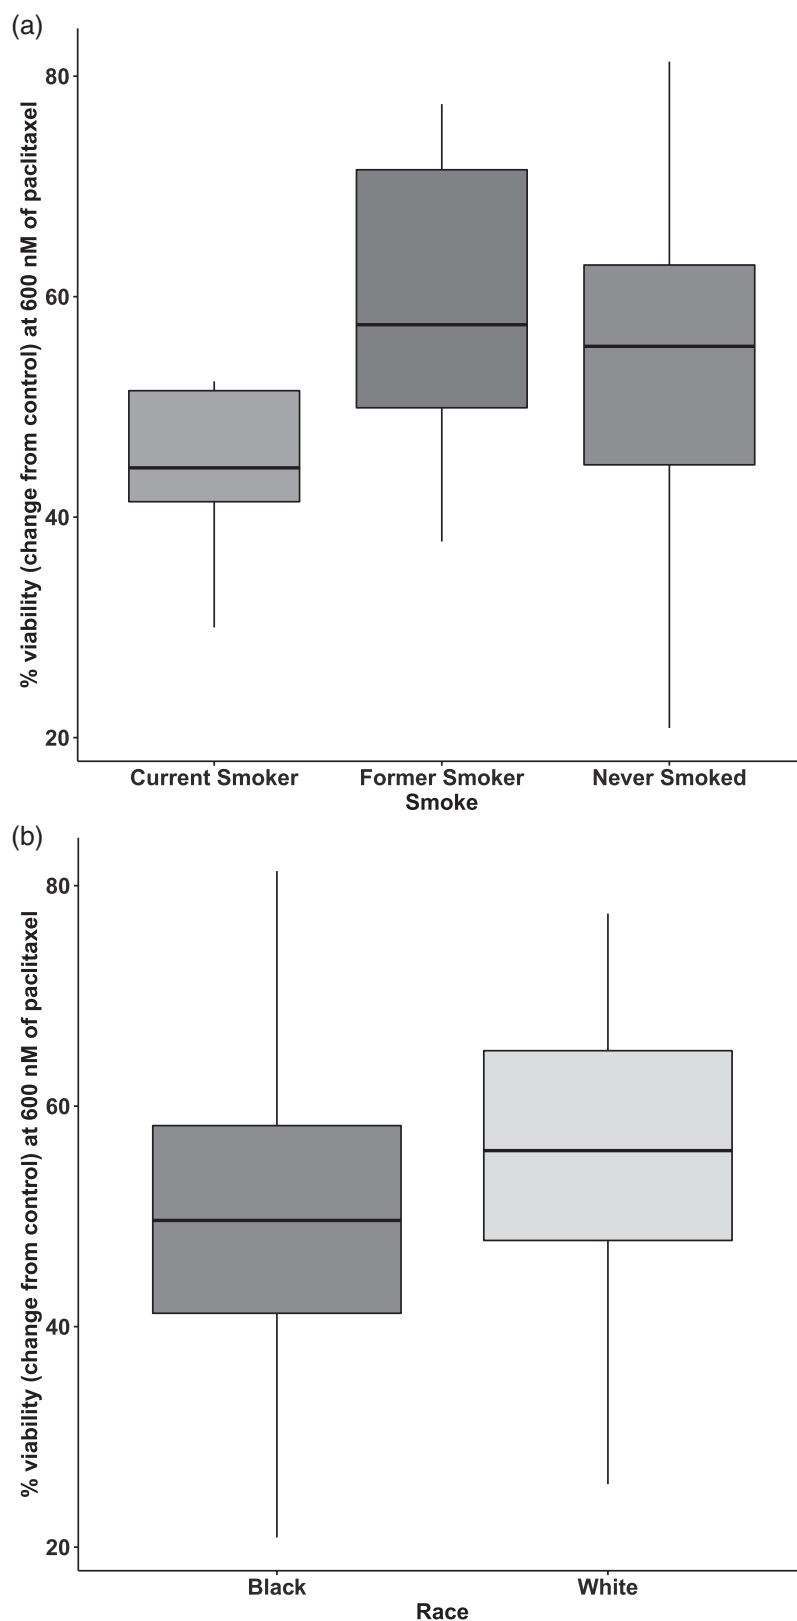 (a)
% viability (change from control) at 600 nM of paclitaxel
80
60
40
20
Current Smoker Former Smoker Never Smoked
Smoke
(b)
% viability (change from control) at 600 nM of paclitaxel
80
60
40
20
Black White
Race